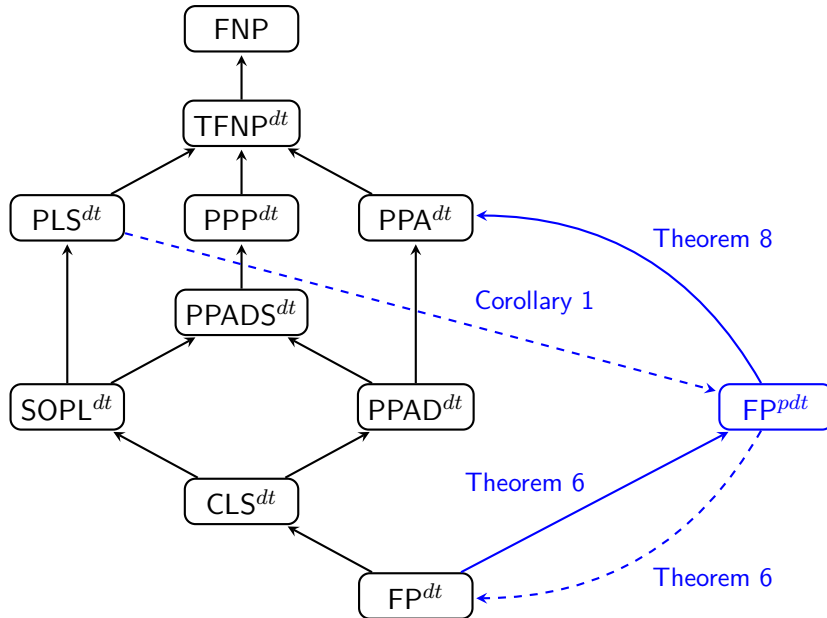 FNP
TFNP^{dt}
PLS^{dt}
PPP^{dt}
PPA^{dt}
Theorem 8
Corollary 1
PPADS^{dt}
SOPL^{dt}
PPAD^{dt}
FP^{pdt}
Theorem 6
CLS^{dt}
Theorem 6
FP^{dt}